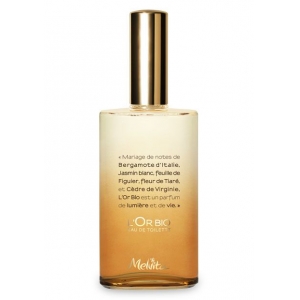 « Mariage de notes de
Bergamote d'Italie,
Jasmin blanc, feuille de
Figuier, fleur de Tiaré,
et Cèdre de Virginie,
L'Or Bio est un parfum
de lumière et de vie. »
L'OR BIO
EAU DE TOILETTE
Melvita